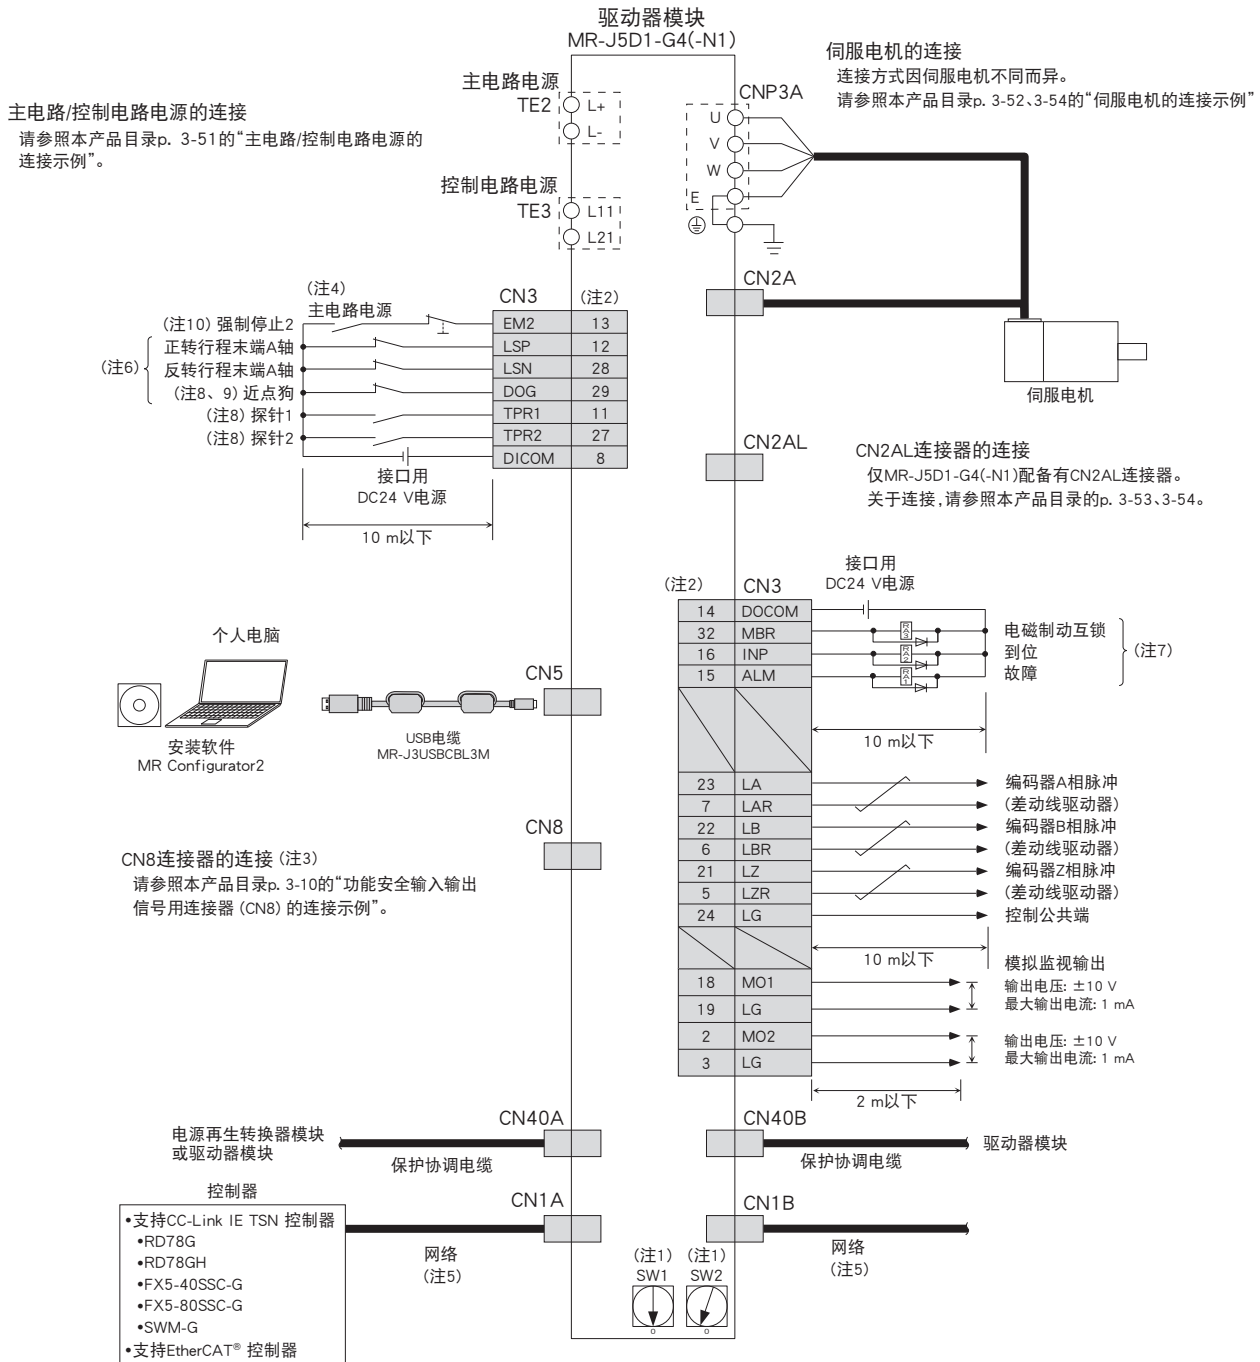 驱动器模块
MR-J5D1-G4(-N1)
伺服电机的连接
连接方式因伺服电机不同而异。
请参照本产品目录p. 3-52、3-54的“伺服电机的连接示例”
主电路/控制电路电源的连接
请参照本产品目录p. 3-51的“主电路/控制电路电源的
连接示例”。
主电路电源
TE2
L+
L-
控制电路电源
TE3
L11
L21
CNP3A
U
V
W
E
CN2A
伺服电机
(注4)
主电路电源
CN3
(注2)
(注10) 强制停止2
EM2
13
(注6)
正转行程末端A轴
LSP
12
反转行程末端A轴
LSN
28
(注8、9) 近点狗
DOG
29
(注8) 探针1
TPR1
11
(注8) 探针2
TPR2
27
DICOM
8
接口用
DC24 V电源
10 m以下
CN2AL
CN2AL连接器的连接
仅MR-J5D1-G4(-N1)配备有CN2AL连接器。
关于连接,请参照本产品目录的p. 3-53、3-54。
接口用
DC24 V电源
(注2)
CN3
14
DOCOM
32
MBR
RA3
电磁制动互锁
16
INP
RA2
到位
(注7)
15
ALM
RA1
故障
10 m以下
个人电脑
CN5
安装软件
MR Configurator2
USB电缆
MR-J3USBCBL3M
23
LA
编码器A相脉冲
7
LAR
(差动线驱动器)
22
LB
编码器B相脉冲
6
LBR
(差动线驱动器)
21
LZ
编码器Z相脉冲
5
LZR
(差动线驱动器)
24
LG
控制公共端
10 m以下
CN8
CN8连接器的连接 (注3)
请参照本产品目录p. 3-10的“功能安全输入输出
信号用连接器 (CN8) 的连接示例”。
模拟监视输出
18
MO1
输出电压: ±10 V
19
LG
最大输出电流: 1 mA
2
MO2
输出电压: ±10 V
3
LG
最大输出电流: 1 mA
2 m以下
电源再生转换器模块
或驱动器模块
CN40A
保护协调电缆
CN40B
保护协调电缆
驱动器模块
控制器
•支持CC-Link IE TSN 控制器
•RD78G
•RD78GH
•FX5-40SSC-G
•FX5-80SSC-G
•SWM-G
•支持EtherCAT® 控制器
CN1A
网络
(注5)
CN1B
网络
(注5)
(注1)
SW1
0
(注1)
SW2
0